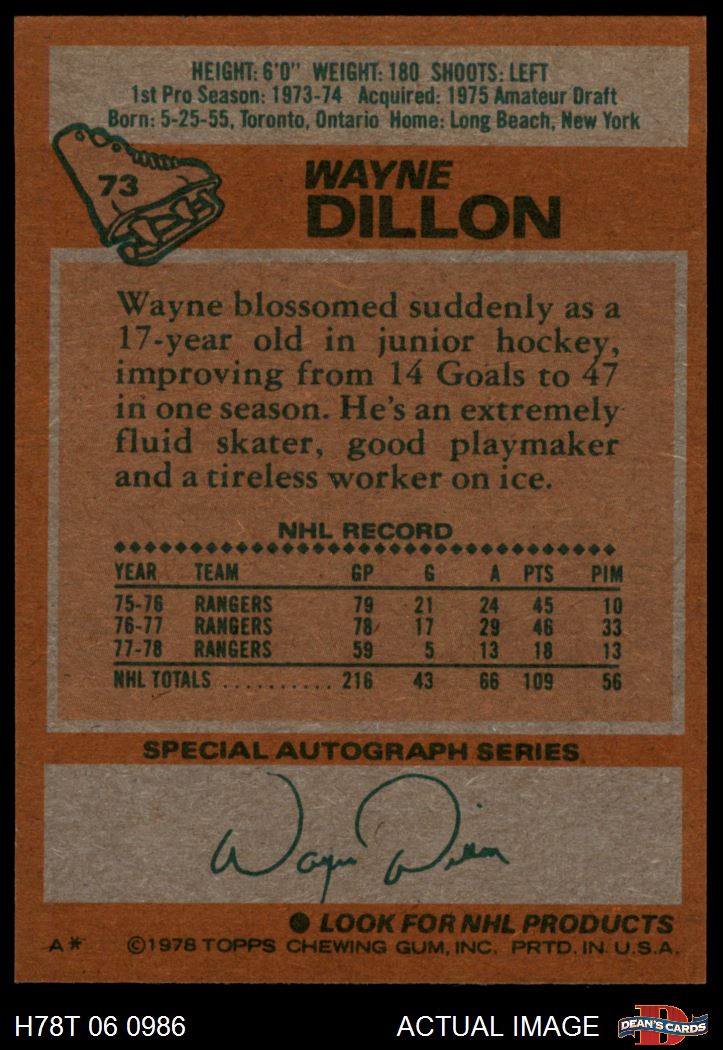 HEIGHT: 6'0" WEIGHT: 180 SHOOTS: LEFT
1st Pro Season: 1973-74 Acquired: 1975 Amateur Draft
Born: 5-25-55, Toronto, Ontario Home: Long Beach, New York
73
WAYNE
DILLON
Wayne blossomed suddenly as a
17-year old in junior hockey,
improving from 14 Goals to 47
in one season. He's an extremely
fluid skater, good playmaker
and a tireless worker on ice.
NHL RECORD
YEAR TEAM GP G A PTS PIM
75-76 RANGERS 79 21 24 45 10
76-77 RANGERS 78 17 29 46 33
77-78 RANGERS 59 5 13 18 13
NHL TOTALS .......... 216 43 66 109 56
SPECIAL AUTOGRAPH SERIES
Wayne Dillon
LOOK FOR NHL PRODUCTS
A* ©1978 TOPPS CHEWING GUM, INC. PRTD. IN U.S.A.
H78T 06 0986 ACTUAL IMAGE D DEAN'S CARDS